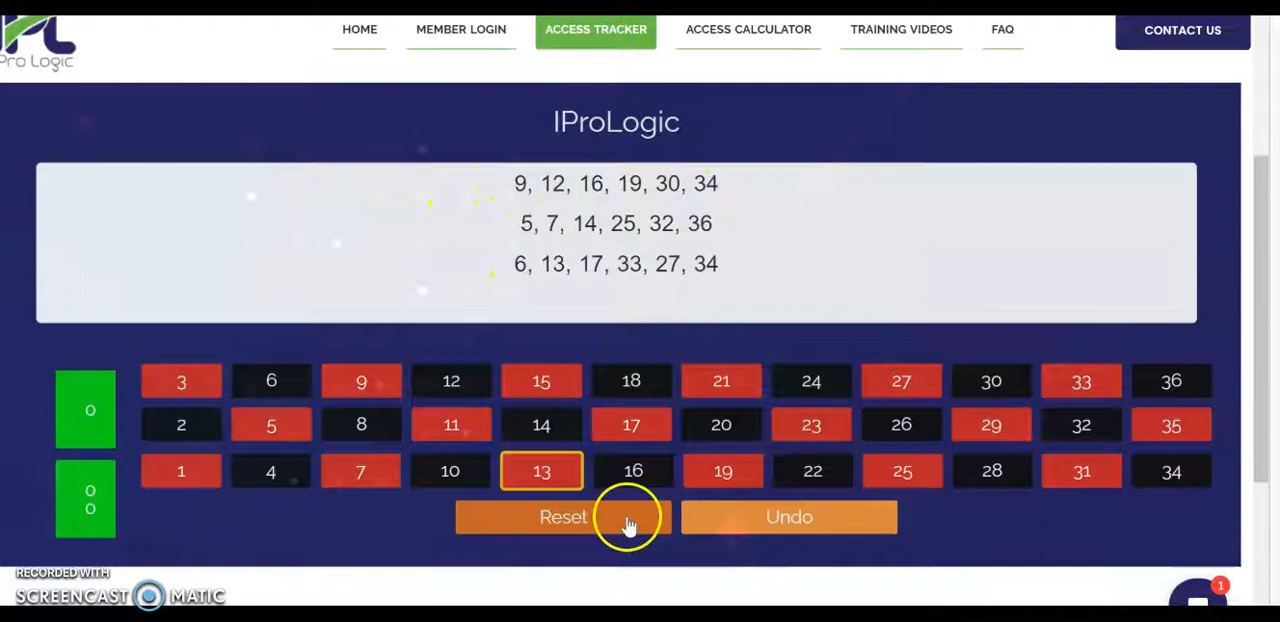 HOME MEMBER LOGIN ACCESS TRACKER ACCESS CALCULATOR TRAINING VIDEOS FAQ CONTACT US
Pro Logic
IProLogic
9, 12, 16, 19, 30, 34
5, 7, 14, 25, 32, 36
6, 13, 17, 33, 27, 34
3 6 9 12 15 18 21 24 27 30 33 36
0
2 5 8 11 14 17 20 23 26 29 32 35
1 4 7 10 13 16 19 22 25 28 31 34
0
0
Reset Undo
RECORDED WITH
SCREENCAST MATIC
1